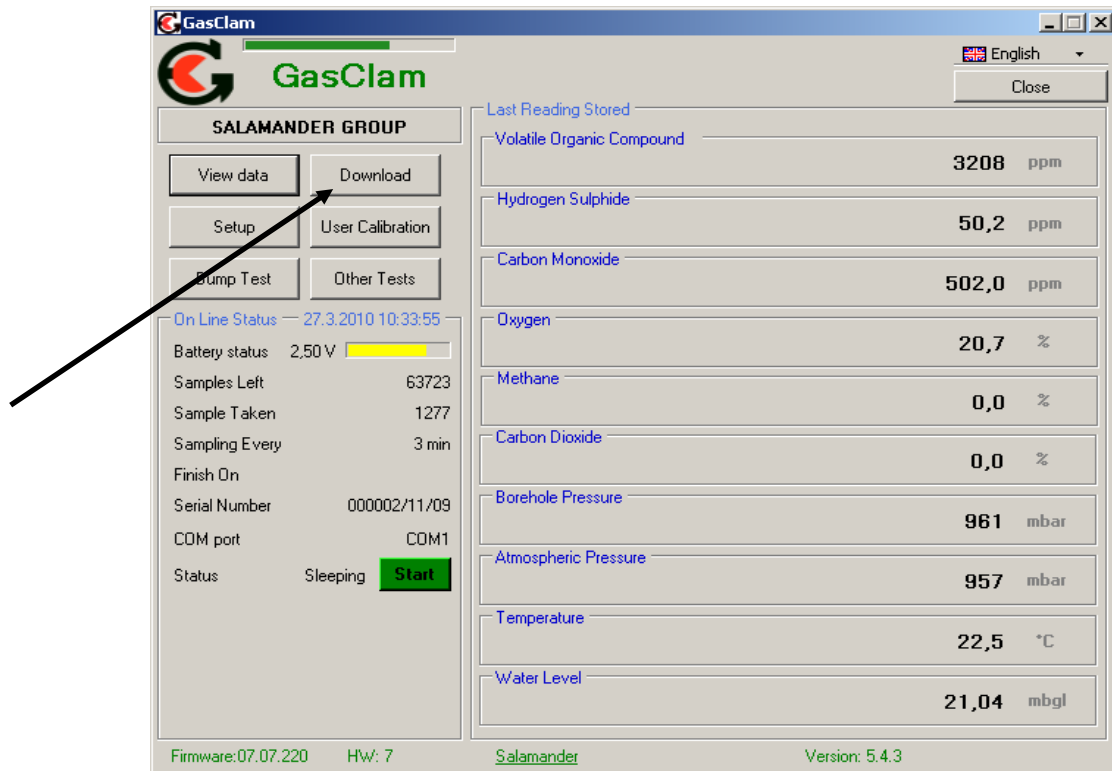 GasClam
English
GasClam
Close
SALAMANDER GROUP
View data
Download
Setup
User Calibration
Bump Test
Other Tests
On Line Status
27.3.2010 10:33:55
Battery status 2,50 V
Samples Left 63723
Sample Taken 1277
Sampling Every 3 min
Finish On
Serial Number 000002/11/09
COM port COM1
Status Sleeping Start
Last Reading Stored
Volatile Organic Compound
3208 ppm
Hydrogen Sulphide
50,2 ppm
Carbon Monoxide
502,0 ppm
Oxygen
20,7 %
Methane
0,0 %
Carbon Dioxide
0,0 %
Borehole Pressure
961 mbar
Atmospheric Pressure
957 mbar
Temperature
22,5 °C
Water Level
21,04 mbgl
Firmware:07.07.220 HW: 7 Salamander Version: 5.4.3